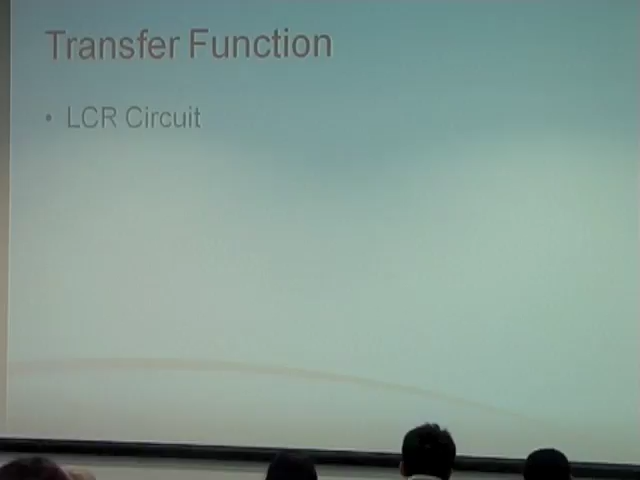 Transfer Function
• LCR Circuit